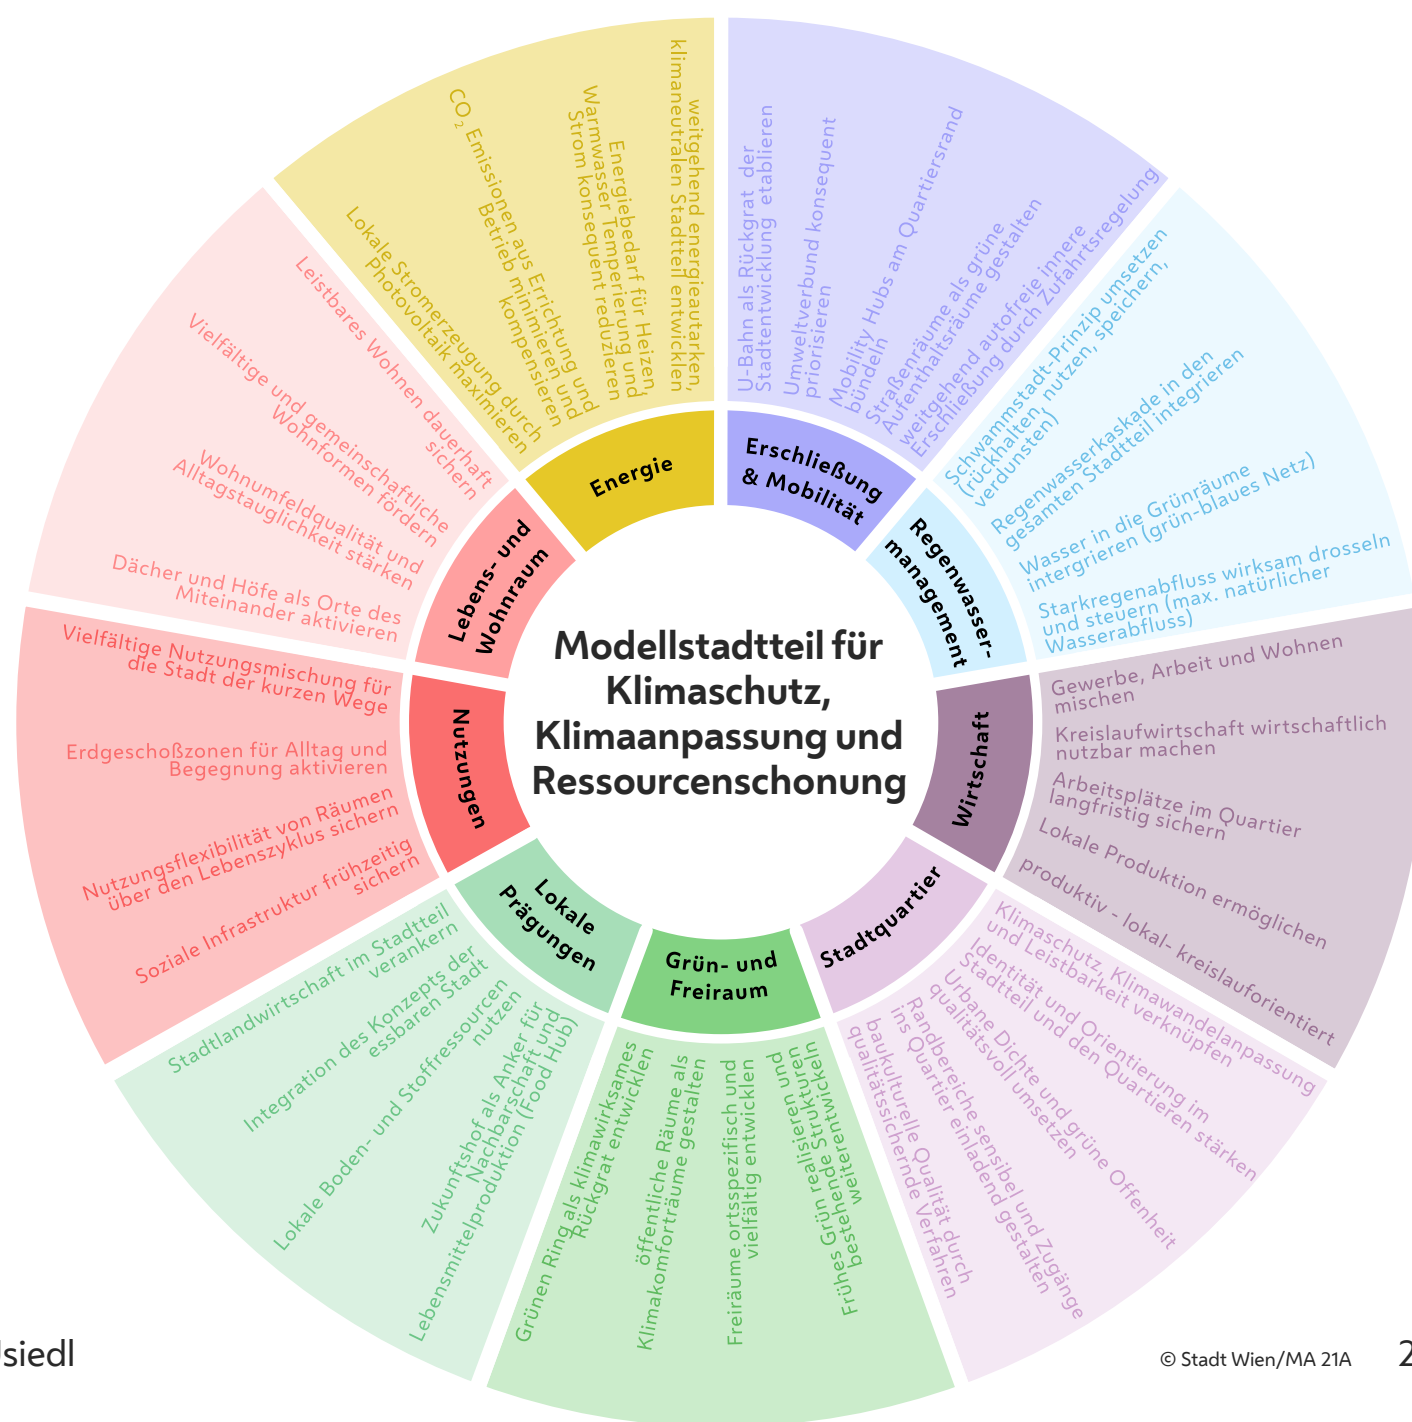 Modellstadtteil für
Klimaschutz,
Klimaanpassung und
Ressourcenschonung
Erschließung
& Mobilität
U-Bahn als Rückgrat der
Stadtentwicklung etablieren
Umweltverbund konsequent
priorisieren
Mobility Hubs am Quartiersrand
bündeln
Straßenräume als grüne
Aufenthaltsräume gestalten
weitgehend autofreie innere
Erschließung durch Zufahrtsregelung
Regenwasser-
management
Schwammstadt-Prinzip umsetzen
(rückhalten, nutzen, speichern,
verdunsten)
Regenwasserkaskade in den
gesamten Stadtteil integrieren
Wasser in die Grünräume
intergrieren (grün-blaues Netz)
Starkregenabfluss wirksam drosseln
und steuern (max. natürlicher
Wasserabfluss)
Wirtschaft
Gewerbe, Arbeit und Wohnen
mischen
Kreislaufwirtschaft wirtschaftlich
nutzbar machen
Arbeitsplätze im Quartier
langfristig sichern
Lokale Produktion ermöglichen
produktiv - lokal- kreislauforientiert
Stadtquartier
Klimaschutz, Klimawandelanpassung
und Leistbarkeit verknüpfen
Identität und Orientierung im
Stadtteil und den Quartieren stärken
Urbane Dichte und grüne Offenheit
qualitätsvoll umsetzen
Randbereiche sensibel und Zugänge
ins Quartier einladend gestalten
baukulturelle Qualität durch
qualitätssichernde Verfahren
Grün- und
Freiraum
Grünen Ring als klimawirksames
Rückgrat entwicklen
öffentliche Räume als
Klimakomforträume gestalten
Freiräume ortsspezifisch und
vielfältig entwicklen
Frühes Grün realisieren und
bestehende Strukturen
weiterentwickeln
Lokale
Prägungen
Stadtlandwirtschaft im Stadtteil
verankern
Integration des Konzepts der
essbaren Stadt
Lokale Boden- und Stoffressourcen
nutzen
Zukunftshof als Anker für
Nachbarschaft und
Lebensmittelproduktion (Food Hub)
Nutzungen
Vielfältige Nutzungsmischung für
die Stadt der kurzen Wege
Erdgeschoßzonen für Alltag und
Begegnung aktivieren
Nutzungsflexibilität von Räumen
über den Lebenszyklus sichern
Soziale Infrastruktur frühzeitig
sichern
Lebens- und
Wohnraum
Leistbares Wohnen dauerhaft
sichern
Vielfältige und gemeinschaftliche
Wohnformen fördern
Wohnumfeldqualität und
Alltagstauglichkeit stärken
Dächer und Höfe als Orte des
Miteinander aktivieren
Energie
Lokale Stromerzeugung durch
Photovoltaik maximieren
CO₂ Emissionen aus Errichtung und
Betrieb minimieren und
kompensieren
Energiebedarf für Heizen,
Warmwasser Temperierung und
Strom konsequent reduzieren
weitgehend energieautarken,
klimaneutralen Stadtteil entwicklen
siedl
© Stadt Wien/MA 21A
2